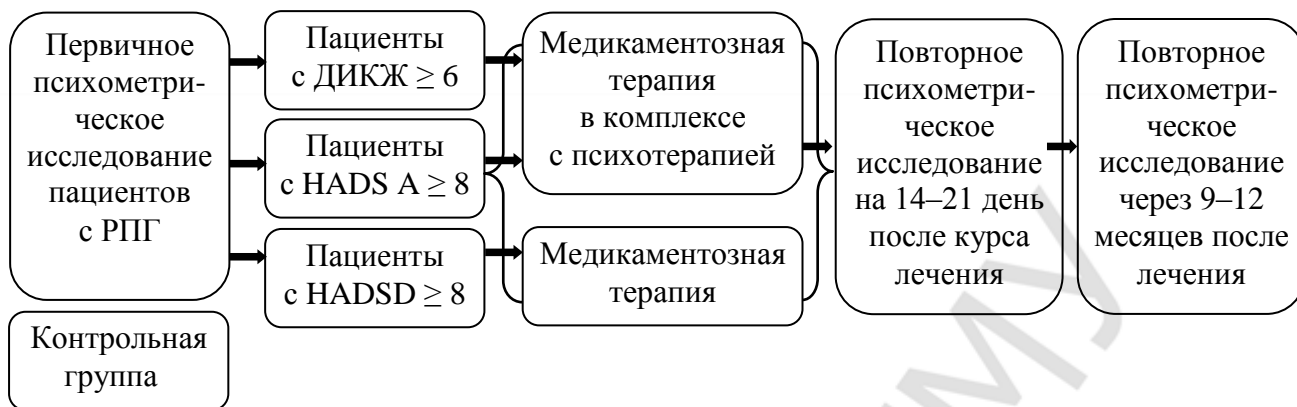 Первичное
психометри-
ческое
исследование
пациентов
с РПГ
Контрольная
группа
Пациенты
с ДИКЖ ≥ 6
Пациенты
с HADS A ≥ 8
Пациенты
с HADSD ≥ 8
Медикаментозная
терапия
в комплексе
с психотерапией
Медикаментозная
терапия
Повторное
психометри-
ческое
исследование
на 14–21 день
после курса
лечения
Повторное
психометри-
ческое
исследование
через 9–12
месяцев после
лечения